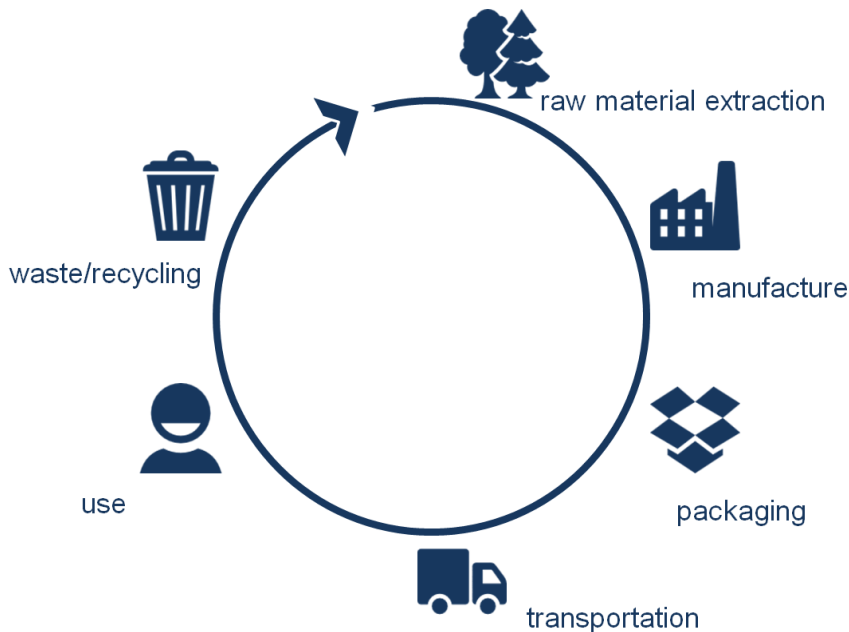 raw material extraction
manufacture
packaging
transportation
use
waste/recycling